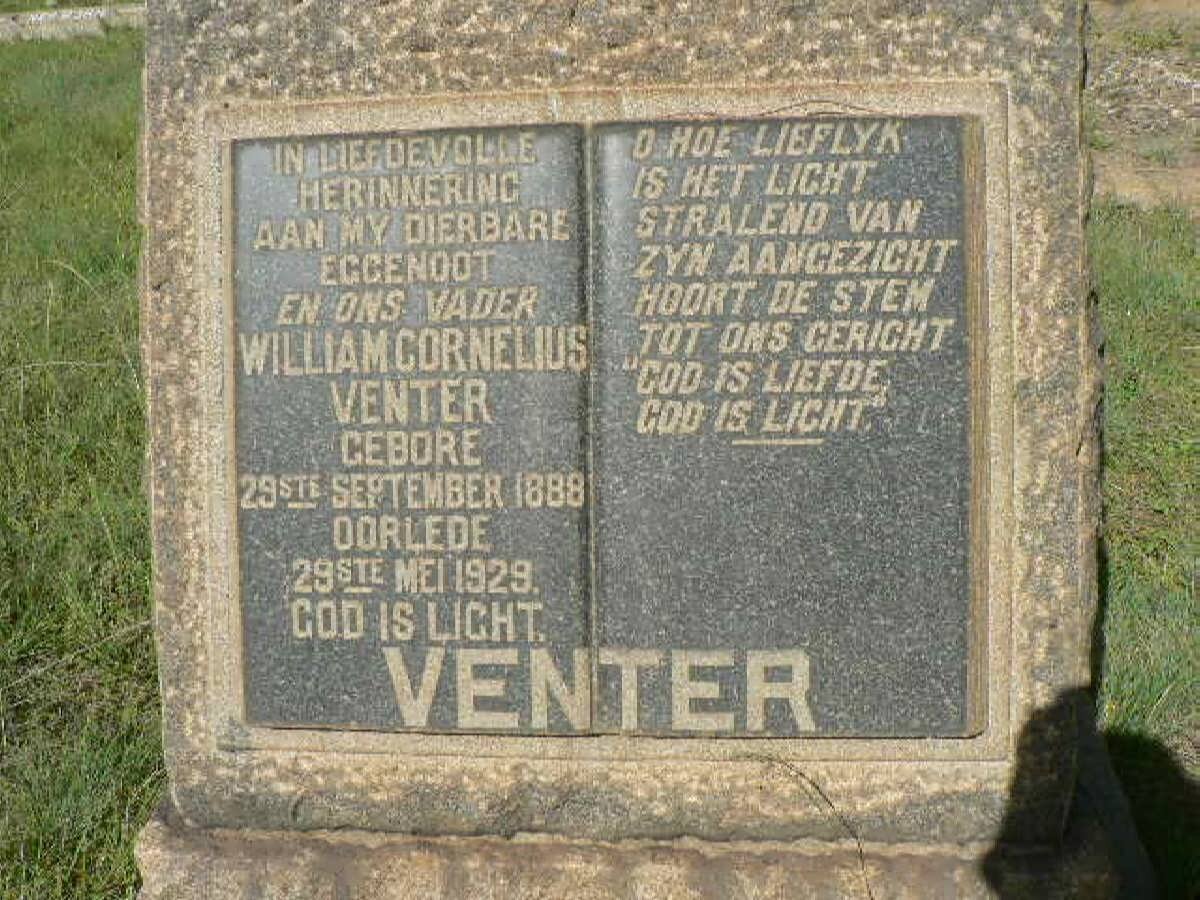 IN LIEFDEVOLLE
HERINNERING
AAN MY DIERBARE
EGGENOOT
EN ONS VADER
WILLIAM CORNELIUS
VENTER
GEBORE
29STE SEPTEMBER 1888
OORLEDE
29STE MEI 1929.
GOD IS LIGHT.
O HOE LIEFLYK
IS HET LICHT
STRALEND VAN
ZYN AANGEZICHT
HOORT DE STEM
TOT ONS GERICHT
"GOD IS LIEFDE,
GOD IS LICHT."
VENTER